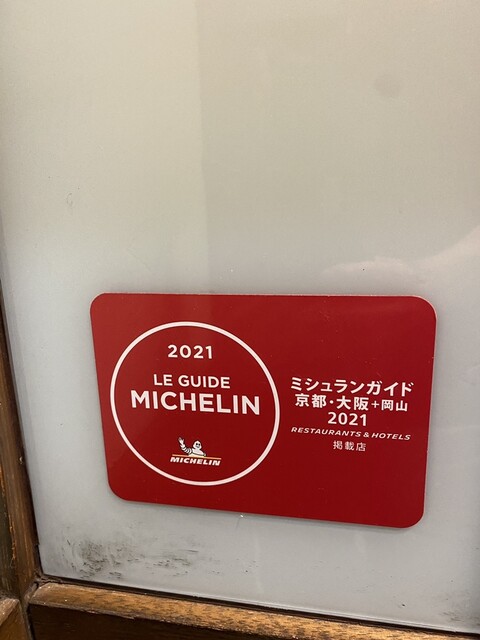 2021
LE GUIDE
MICHELIN
MICHELIN
ミシュランガイド
京都・大阪+岡山
2021
RESTAURANTS & HOTELS
掲載店